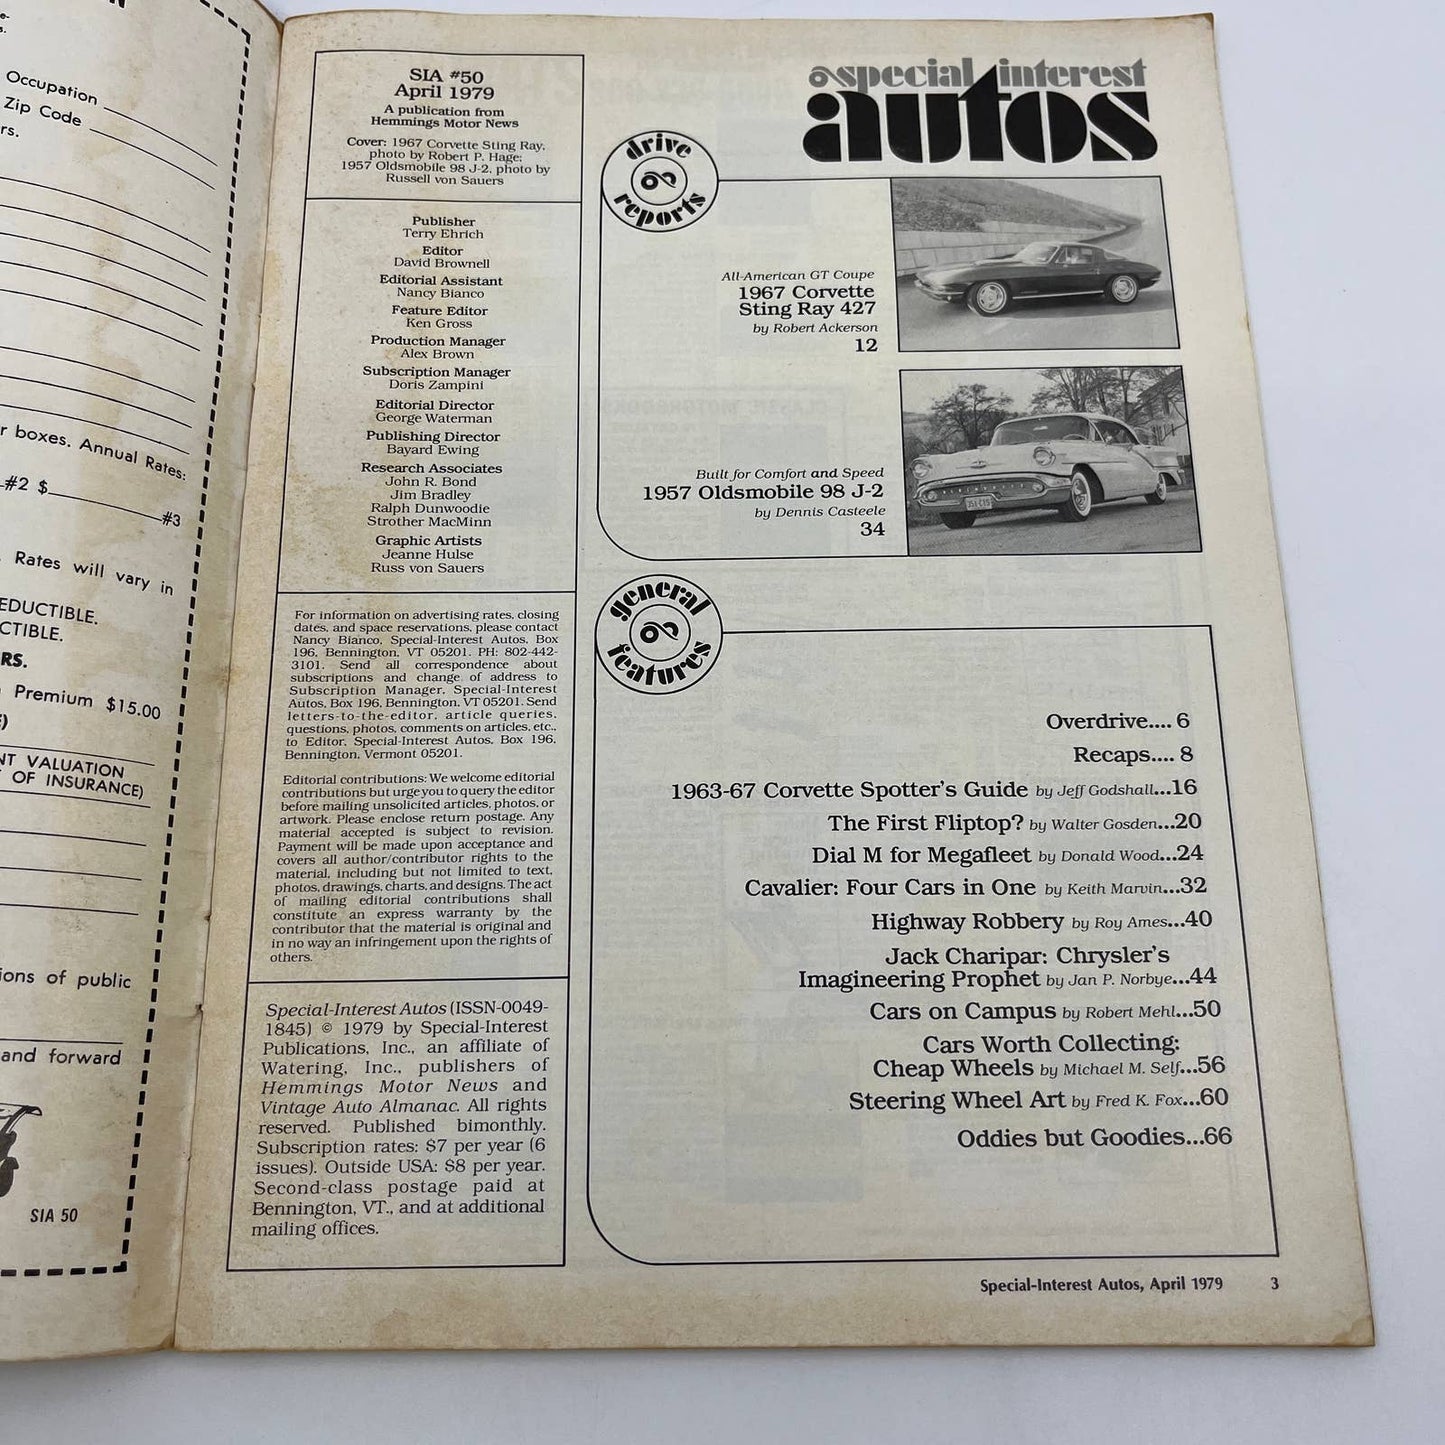 Occupation
Zip Code
rs.
r boxes. Annual Rates:
#2 $
#3
Rates will vary in
EDUCTIBLE.
CTIBLE.
RS.
Premium $15.00
NT VALUATION
T OF INSURANCE)
ions of public
and forward
SIA 50
SIA #50
April 1979
A publication from
Hemmings Motor News
Cover: 1967 Corvette Sting Ray,
photo by Robert P. Hage;
1957 Oldsmobile 98 J-2, photo by
Russell von Sauers
Publisher
Terry Ehrich
Editor
David Brownell
Editorial Assistant
Nancy Bianco
Feature Editor
Ken Gross
Production Manager
Alex Brown
Subscription Manager
Doris Zampini
Editorial Director
George Waterman
Publishing Director
Bayard Ewing
Research Associates
John R. Bond
Jim Bradley
Ralph Dunwoodie
Strother MacMinn
Graphic Artists
Jeanne Hulse
Russ von Sauers
For information on advertising rates, closing
dates, and space reservations, please contact
Nancy Bianco, Special-Interest Autos, Box
196, Bennington, VT 05201. PH: 802-442-
3101. Send all correspondence about
subscriptions and change of address to
Subscription Manager, Special-Interest
Autos, Box 196, Bennington, VT 05201. Send
letters-to-the-editor, article queries,
questions, photos, comments on articles, etc.,
to Editor, Special-Interest Autos, Box 196,
Bennington, Vermont 05201.
Editorial contributions: We welcome editorial
contributions but urge you to query the editor
before mailing unsolicited articles, photos, or
artwork. Please enclose return postage. Any
material accepted is subject to revision.
Payment will be made upon acceptance and
covers all author/contributor rights to the
material, including but not limited to text,
photos, drawings, charts, and designs. The act
of mailing editorial contributions shall
constitute an express warranty by the
contributor that the material is original and
in no way an infringement upon the rights of
others.
Special-Interest Autos (ISSN-0049-
1845) © 1979 by Special-Interest
Publications, Inc., an affiliate of
Watering, Inc., publishers of
Hemmings Motor News and
Vintage Auto Almanac. All rights
reserved. Published bimonthly.
Subscription rates: $7 per year (6
issues). Outside USA: $8 per year.
Second-class postage paid at
Bennington, VT., and at additional
mailing offices.
special interest
autos
drive
reports
All-American GT Coupe
1967 Corvette
Sting Ray 427
by Robert Ackerson
12
Built for Comfort and Speed
1957 Oldsmobile 98 J-2
by Dennis Casteele
34
general
features
Overdrive.... 6
Recaps.... 8
1963-67 Corvette Spotter's Guide by Jeff Godshall...16
The First Fliptop? by Walter Gosden...20
Dial M for Megafleet by Donald Wood...24
Cavalier: Four Cars in One by Keith Marvin...32
Highway Robbery by Roy Ames...40
Jack Charipar: Chrysler's
Imagineering Prophet by Jan P. Norbye...44
Cars on Campus by Robert Mehl...50
Cars Worth Collecting:
Cheap Wheels by Michael M. Self...56
Steering Wheel Art by Fred K. Fox...60
Oddies but Goodies...66
Special-Interest Autos, April 1979 3